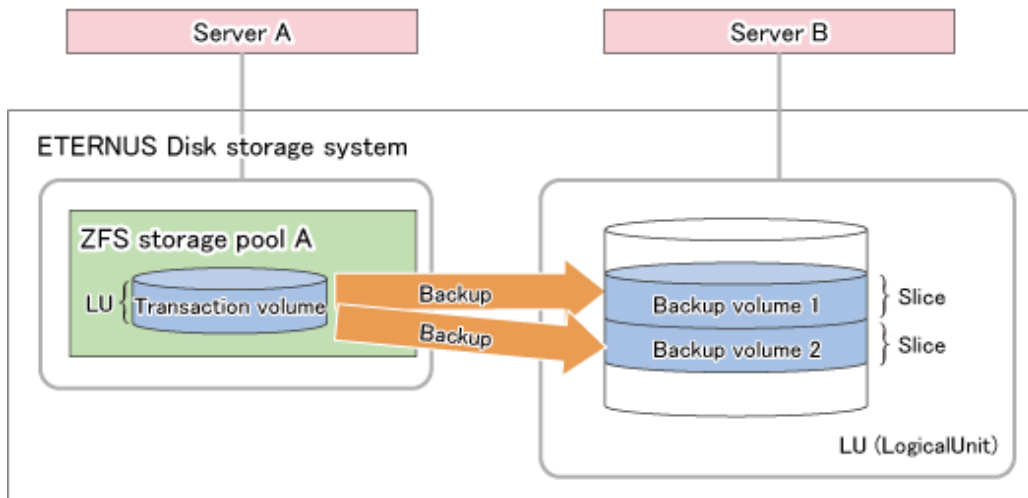 Server A
Server B
ETERNUS Disk storage system
ZFS storage pool A
LU
Transaction volume
Backup
Backup
Backup volume 1
Slice
Backup volume 2
Slice
LU (LogicalUnit)